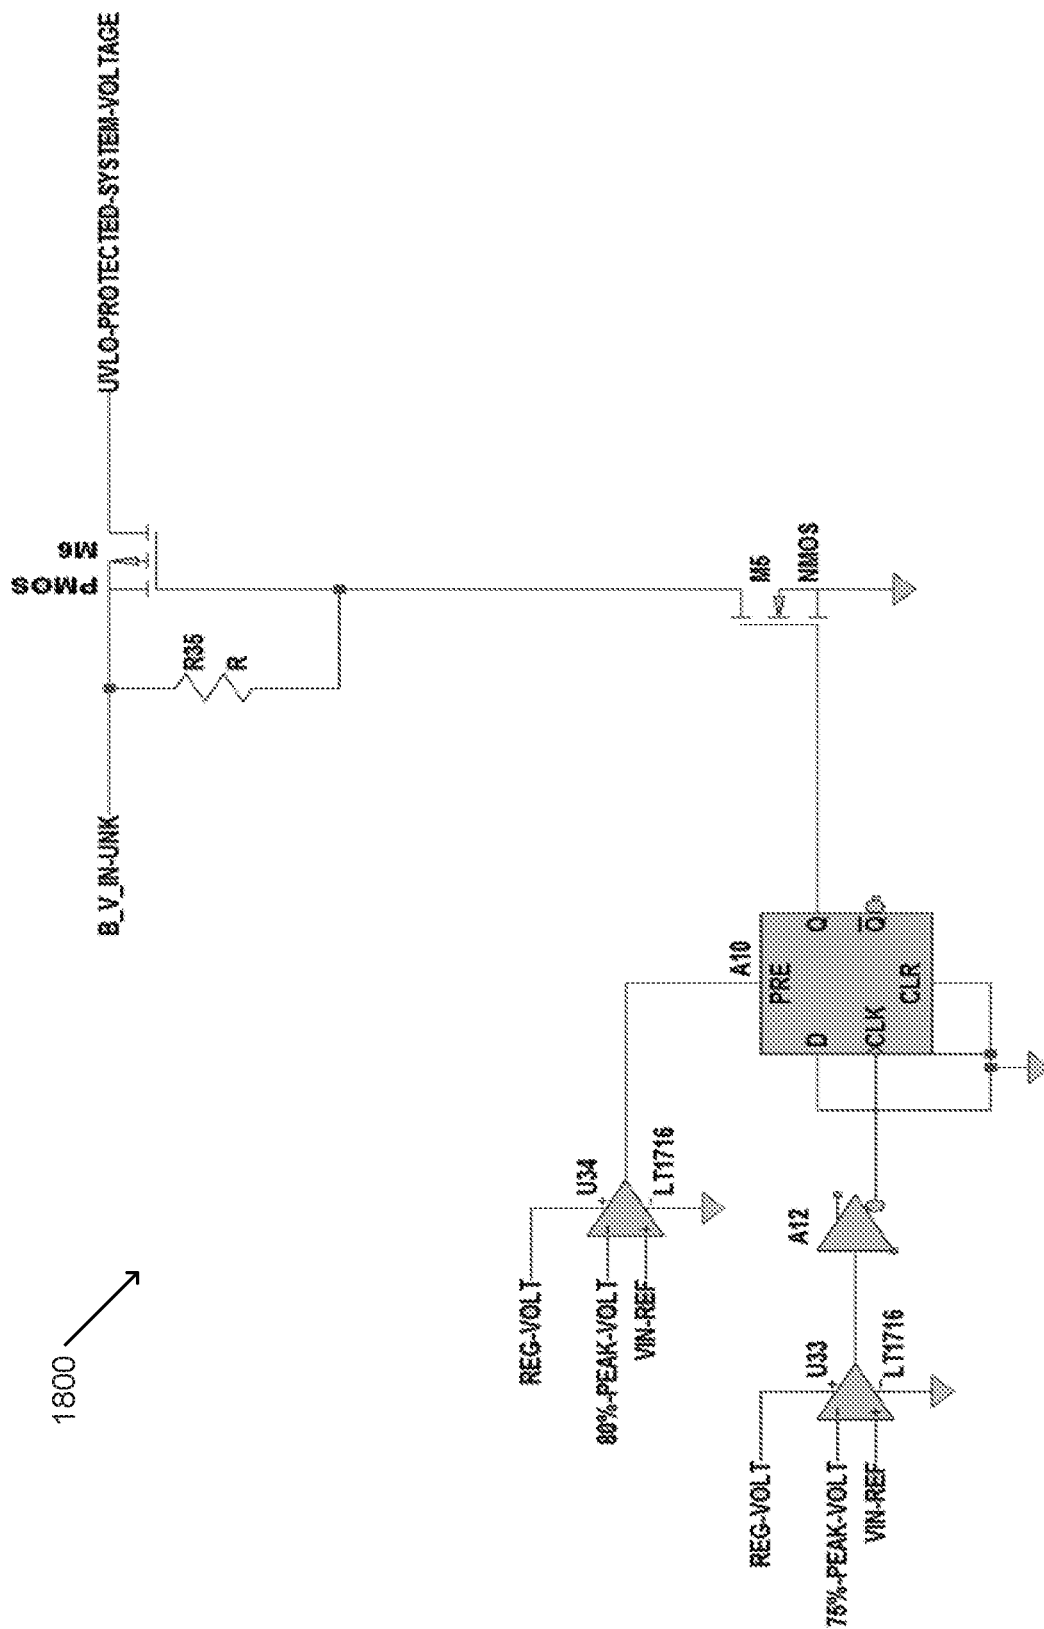 1800
B_V_IN-UNK
R35
R
PMOS
M6
UVLO-PROTECTED-SYSTEM-VOLTAGE
REG-VOLT
80%-PEAK-VOLT
VIN-REF
U34
LT1716
A10
PRE
D
CLK
CLR
Q
Q̅
M5
NMOS
REG-VOLT
75%-PEAK-VOLT
VIN-REF
U33
LT1716
A12